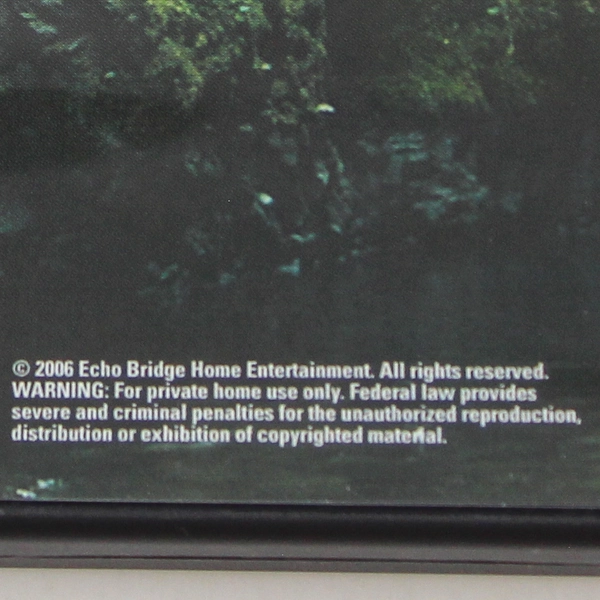 © 2006 Echo Bridge Home Entertainment. All rights reserved.
WARNING: For private home use only. Federal law provides
severe and criminal penalties for the unauthorized reproduction,
distribution or exhibition of copyrighted material.